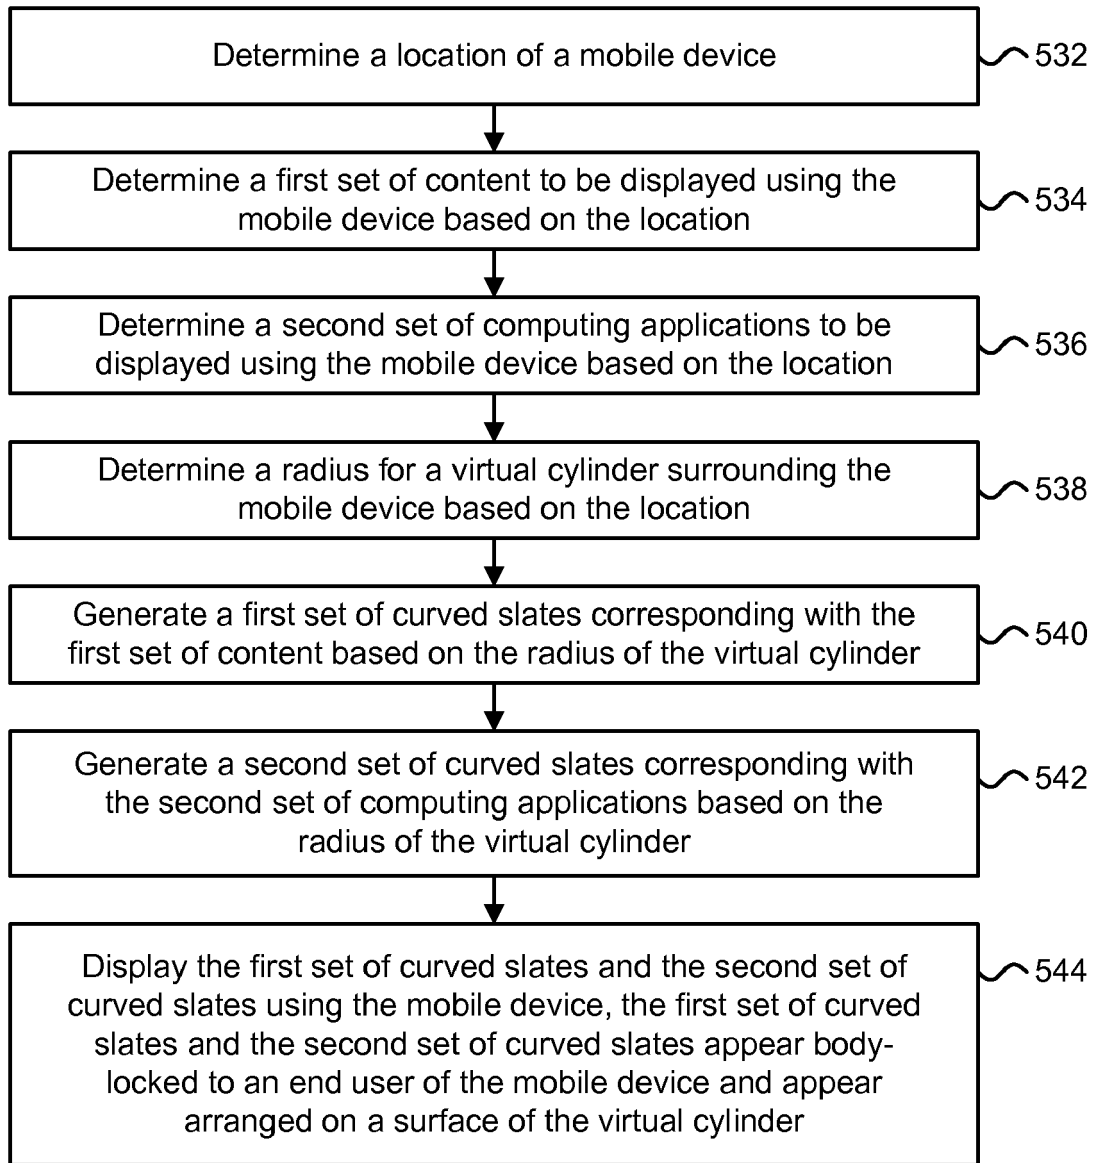 Determine a location of a mobile device
532
Determine a first set of content to be displayed using the
mobile device based on the location
534
Determine a second set of computing applications to be
displayed using the mobile device based on the location
536
Determine a radius for a virtual cylinder surrounding the
mobile device based on the location
538
Generate a first set of curved slates corresponding with the
first set of content based on the radius of the virtual cylinder
540
Generate a second set of curved slates corresponding with
the second set of computing applications based on the
radius of the virtual cylinder
542
Display the first set of curved slates and the second set of
curved slates using the mobile device, the first set of curved
slates and the second set of curved slates appear body-
locked to an end user of the mobile device and appear
arranged on a surface of the virtual cylinder
544